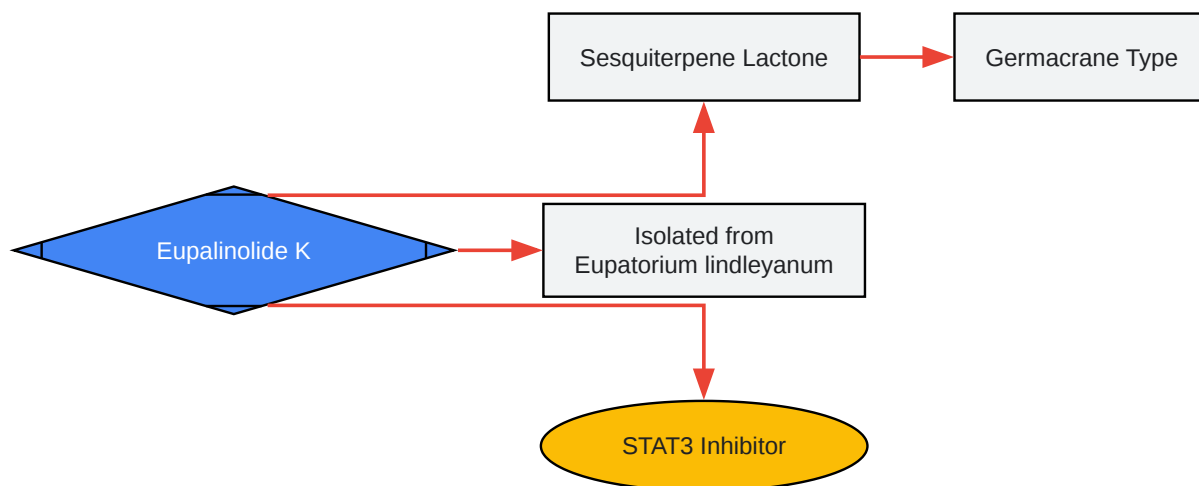 Sesquiterpene Lactone
Germacrane Type
Eupalinolide K
Isolated from
Eupatorium lindleyanum
STAT3 Inhibitor